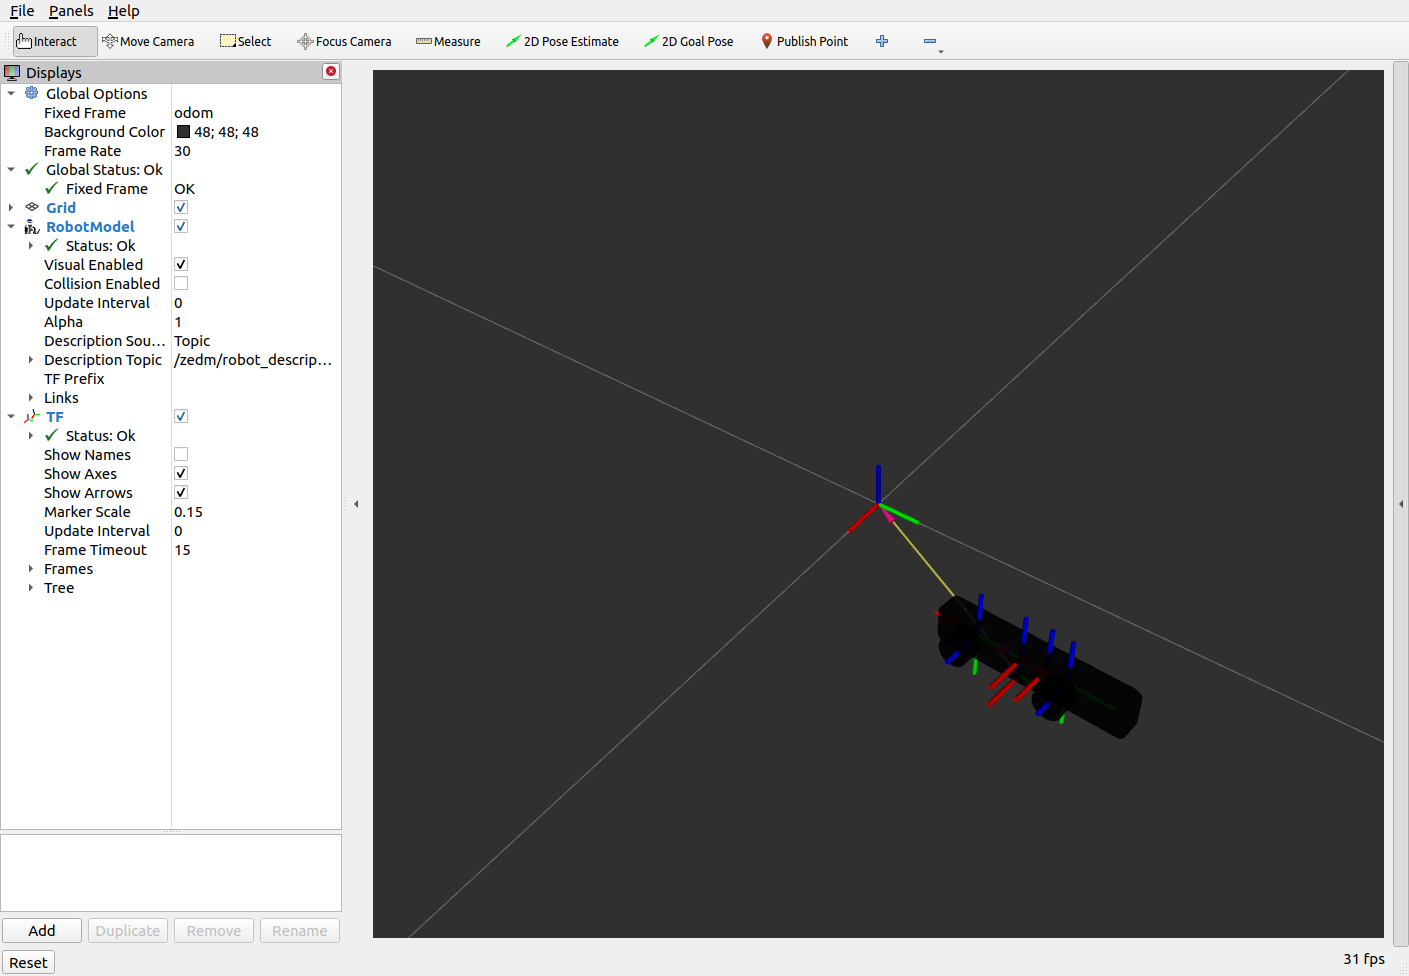 File Panels Help
Interact Move Camera Select Focus Camera Measure 2D Pose Estimate 2D Goal Pose Publish Point
Displays
Global Options
Fixed Frame odom
Background Color 48; 48; 48
Frame Rate 30
Global Status: Ok
Fixed Frame OK
Grid
RobotModel
Status: Ok
Visual Enabled
Collision Enabled
Update Interval 0
Alpha 1
Description Sou... Topic
Description Topic /zedm/robot_descrip...
TF Prefix
Links
TF
Status: Ok
Show Names
Show Axes
Show Arrows
Marker Scale 0.15
Update Interval 0
Frame Timeout 15
Frames
Tree
Add Duplicate Remove Rename
Reset
31 fps